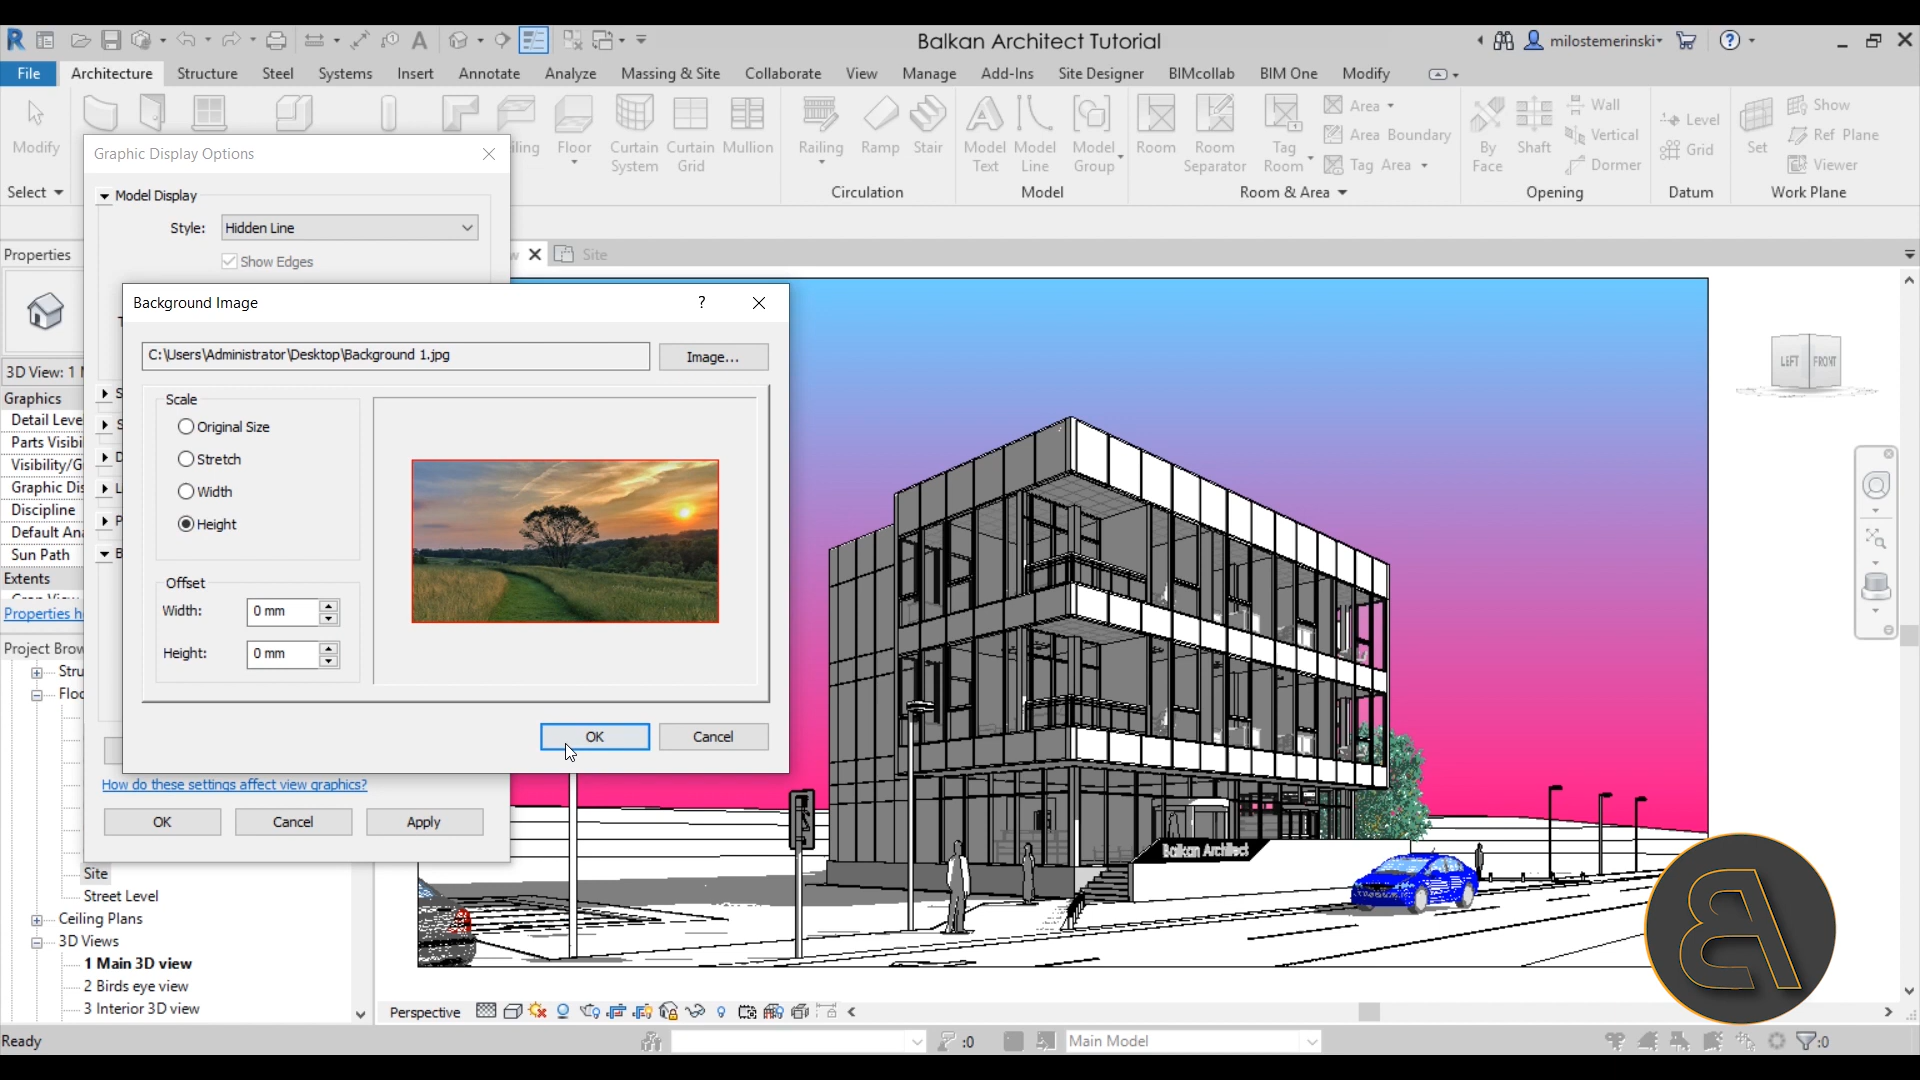 Balkan Architect Tutorial
milostemerinski
File
Architecture
Structure
Steel
Systems
Insert
Annotate
Analyze
Massing & Site
Collaborate
View
Manage
Add-Ins
Site Designer
BIMcollab
BIM One
Modify
Modify
Floor
Curtain
System
Curtain
Grid
Mullion
Railing
Ramp
Stair
Model
Text
Model
Line
Model
Group
Room
Room
Separator
Tag
Room
Area
Area Boundary
Tag Area
By
Face
Shaft
Wall
Vertical
Dormer
Level
Grid
Set
Show
Ref Plane
Viewer
Select
Circulation
Model
Room & Area
Opening
Datum
Work Plane
Graphic Display Options
Model Display
Style:
Hidden Line
Show Edges
Site
Properties
3D View: 1
Graphics
Detail Leve
Parts Visibi
Visibility/G
Graphic Dis
Discipline
Default Ana
Sun Path
Extents
Properties he
Background Image
?
C:\Users\Administrator\Desktop\Background 1.jpg
Image...
Scale
Original Size
Stretch
Width
Height
Offset
Width:
0 mm
Height:
0 mm
OK
Cancel
How do these settings affect view graphics?
OK
Cancel
Apply
LEFT
FRONT
Project Brow
Stru
Floo
Site
Street Level
Ceiling Plans
3D Views
1 Main 3D view
2 Birds eye view
3 Interior 3D view
Balkan Architect
Perspective
Ready
:0
Main Model
:0